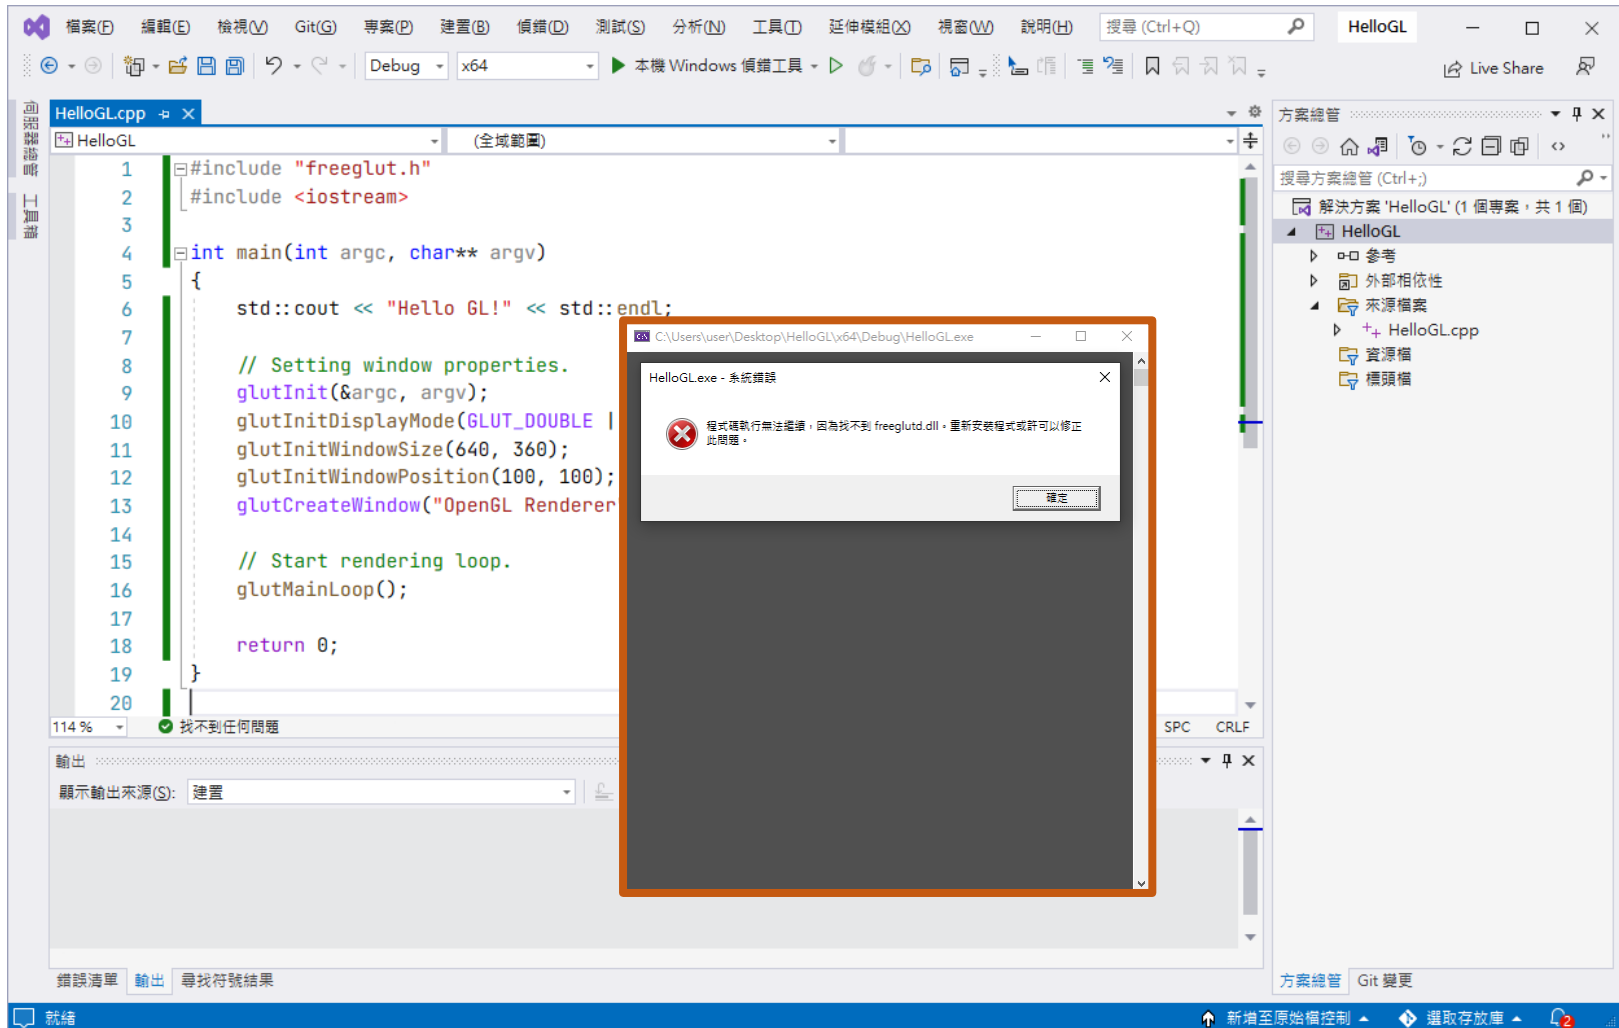 檔案(F) 編輯(E) 檢視(V) Git(G) 專案(P) 建置(B) 偵錯(D) 測試(S) 分析(N) 工具(T) 延伸模組(X) 視窗(W) 說明(H) 搜尋 (Ctrl+Q) HelloGL
Debug x64 本機 Windows 偵錯工具 Live Share
伺服器總管
工具箱
HelloGL.cpp
HelloGL (全域範圍)
1 #include "freeglut.h"
2 #include <iostream>
3
4 int main(int argc, char** argv)
5 {
6 std::cout << "Hello GL!" << std::endl;
7
8 // Setting window properties.
9 glutInit(&argc, argv);
10 glutInitDisplayMode(GLUT_DOUBLE |
11 glutInitWindowSize(640, 360);
12 glutInitWindowPosition(100, 100);
13 glutCreateWindow("OpenGL Renderer"
14
15 // Start rendering loop.
16 glutMainLoop();
17
18 return 0;
19 }
20
114 % 找不到任何問題 SPC CRLF
C:\Users\user\Desktop\HelloGL\x64\Debug\HelloGL.exe
HelloGL.exe - 系統錯誤
程式碼執行無法繼續，因為找不到 freeglutd.dll。重新安裝程式或許可以修正
此問題。
確定
輸出
顯示輸出來源(S): 建置
錯誤清單 輸出 尋找符號結果
方案總管
搜尋方案總管 (Ctrl+;)
解決方案 'HelloGL' (1 個專案，共 1 個)
HelloGL
參考
外部相依性
來源檔案
HelloGL.cpp
資源檔
標頭檔
方案總管 Git 變更
就緒 新增至原始檔控制 選取存放庫 2